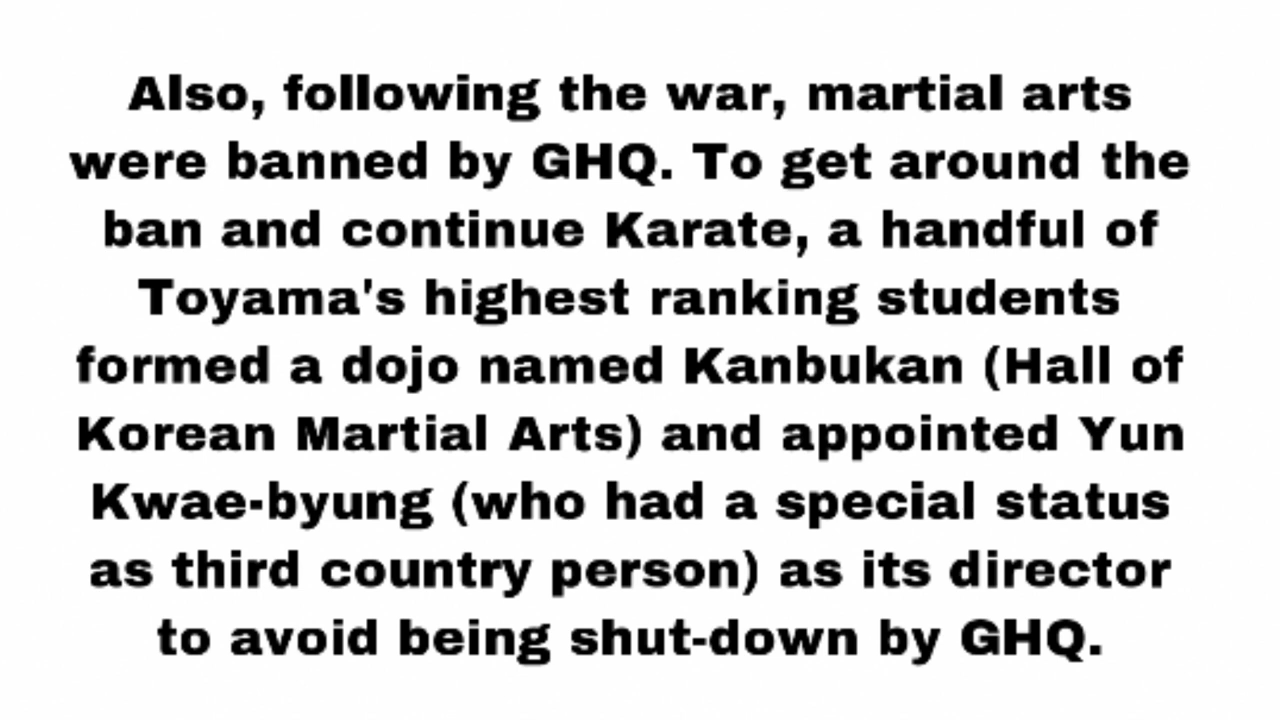 Also, following the war, martial arts
were banned by GHQ. To get around the
ban and continue Karate, a handful of
Toyama's highest ranking students
formed a dojo named Kanbukan (Hall of
Korean Martial Arts) and appointed Yun
Kwae-byung (who had a special status
as third country person) as its director
to avoid being shut-down by GHQ.